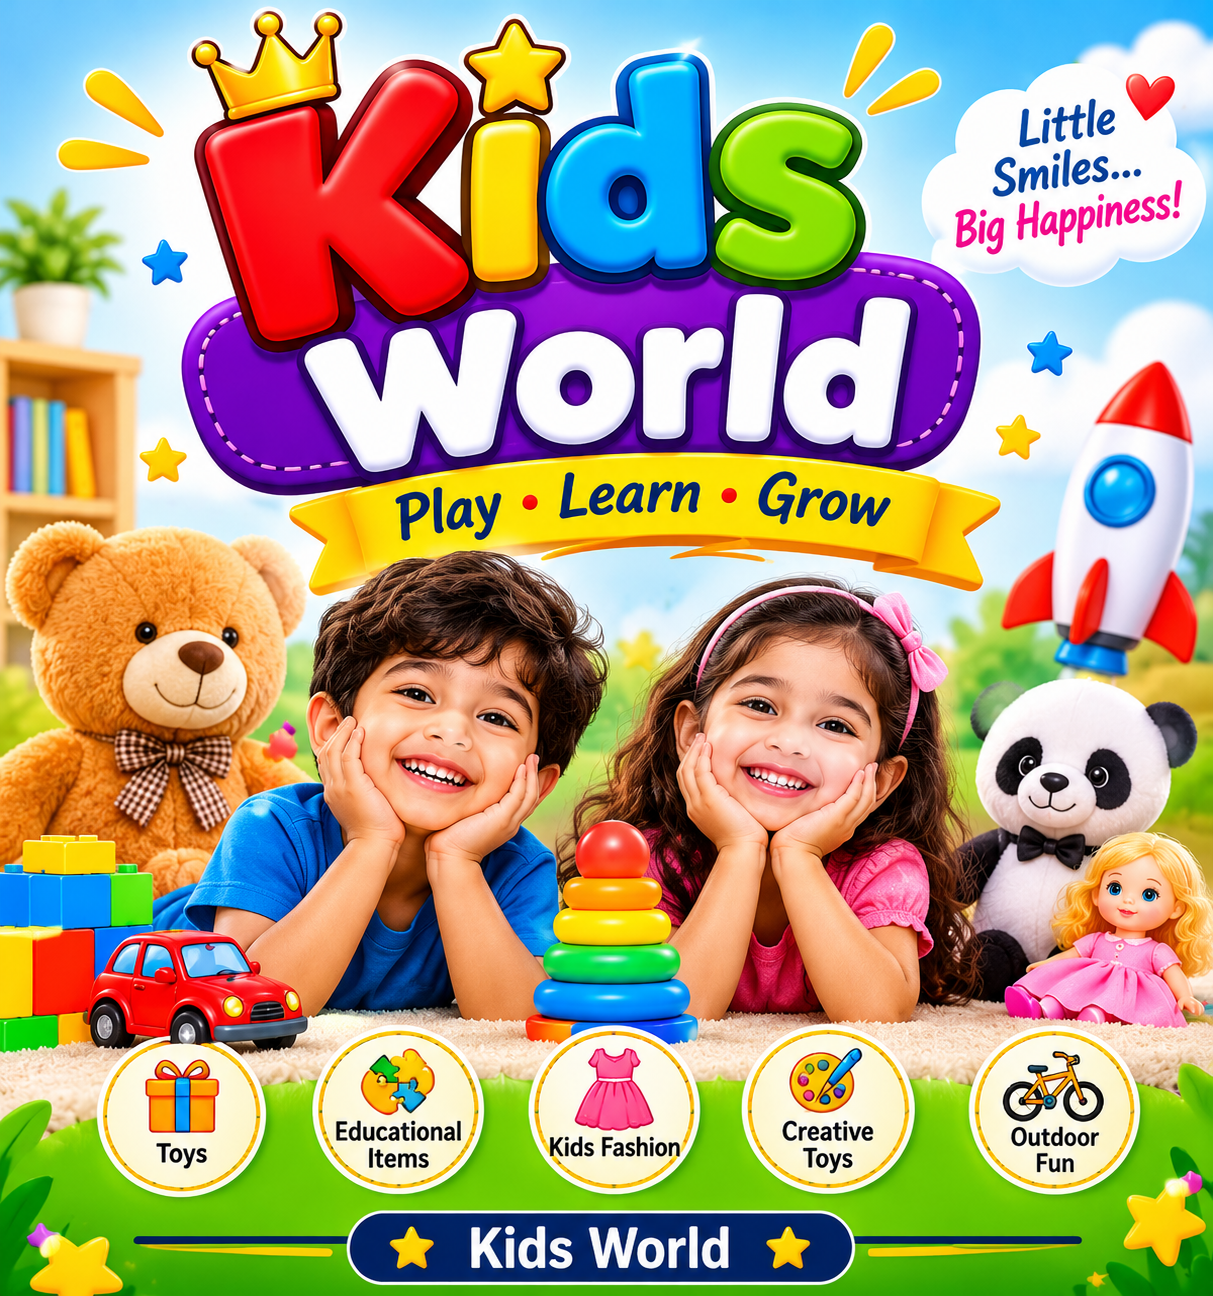 Kids
World
Play • Learn • Grow
Little
Smiles...
Big Happiness!
Toys
Educational
Items
Kids Fashion
Creative
Toys
Outdoor
Fun
Kids World